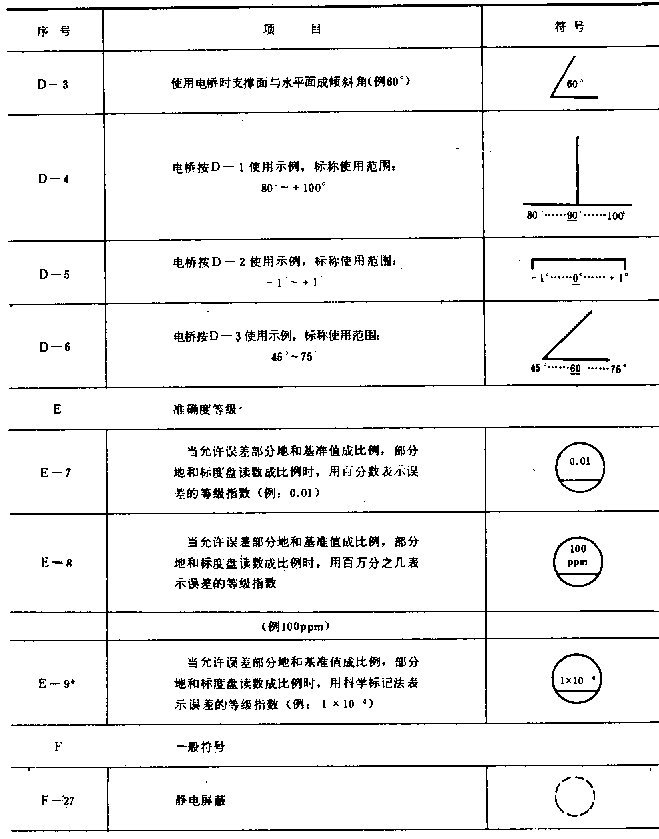 序 号 项 目 符 号
D－3 使用电桥时支撑面与水平面成倾斜角(例60°) 60°
D－4 电桥按D－1使用示例，标称使用范围：
80°～＋100°
80°……90°……100°
D－5 电桥按D－2使用示例，标称使用范围：
－1°～＋1°
－1°……0°……＋1°
D－6 电桥按D－3使用示例，标称使用范围：
45°～75°
45°……60……75°
E 准确度等级
E－7 当允许误差部分地和基准值成比例，部分
地和标度盘读数成比例时，用百分数表示误
差的等级指数（例：0.01）
0.01
E－8 当允许误差部分地和基准值成比例，部分
地和标度盘读数成比例时，用百万分之几表
示误差的等级指数
100
ppm
（例100ppm）
E－9* 当允许误差部分地和基准值成比例，部分
地和标度盘读数成比例时，用科学标记法表
示误差的等级指数（例：1×10⁻⁴）
1×10⁻⁴
F 一般符号
F－27 静电屏蔽